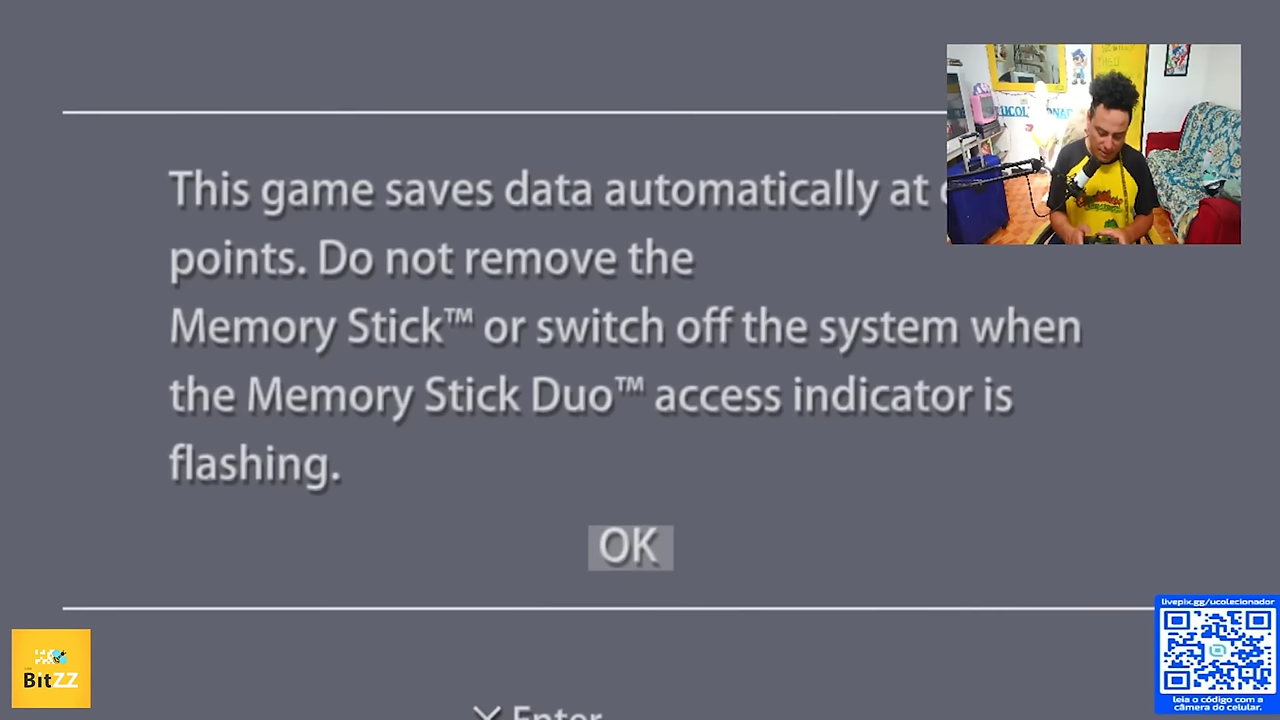 This game saves data automatically at
points. Do not remove the
Memory Stick™ or switch off the system when
the Memory Stick Duo™ access indicator is
flashing.
OK
Enter
BitZZ
livepix.gg/ucolecionador
leia o código com a
câmera do celular.